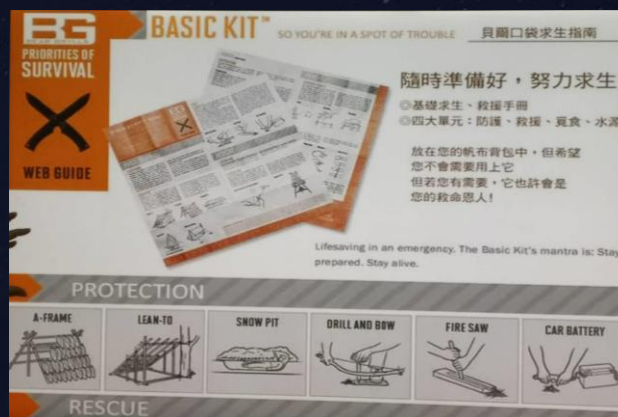 BG
BEAR GRYLLS
PRIORITIES OF
SURVIVAL
WEB GUIDE
BASIC KIT™
SO YOU'RE IN A SPOT OF TROUBLE
貝爾口袋求生指南
隨時準備好，努力求生
◎基礎求生、救援手冊
◎四大單元：防護、救援、覓食、水源
放在您的帆布背包中，但希望
您不會需要用上它
但若您有需要，它也許會是
您的救命恩人！
Lifesaving in an emergency. The Basic Kit's mantra is: Stay
prepared. Stay alive.
PROTECTION
A-FRAME
LEAN-TO
SNOW PIT
DRILL AND BOW
FIRE SAW
CAR BATTERY
RESCUE